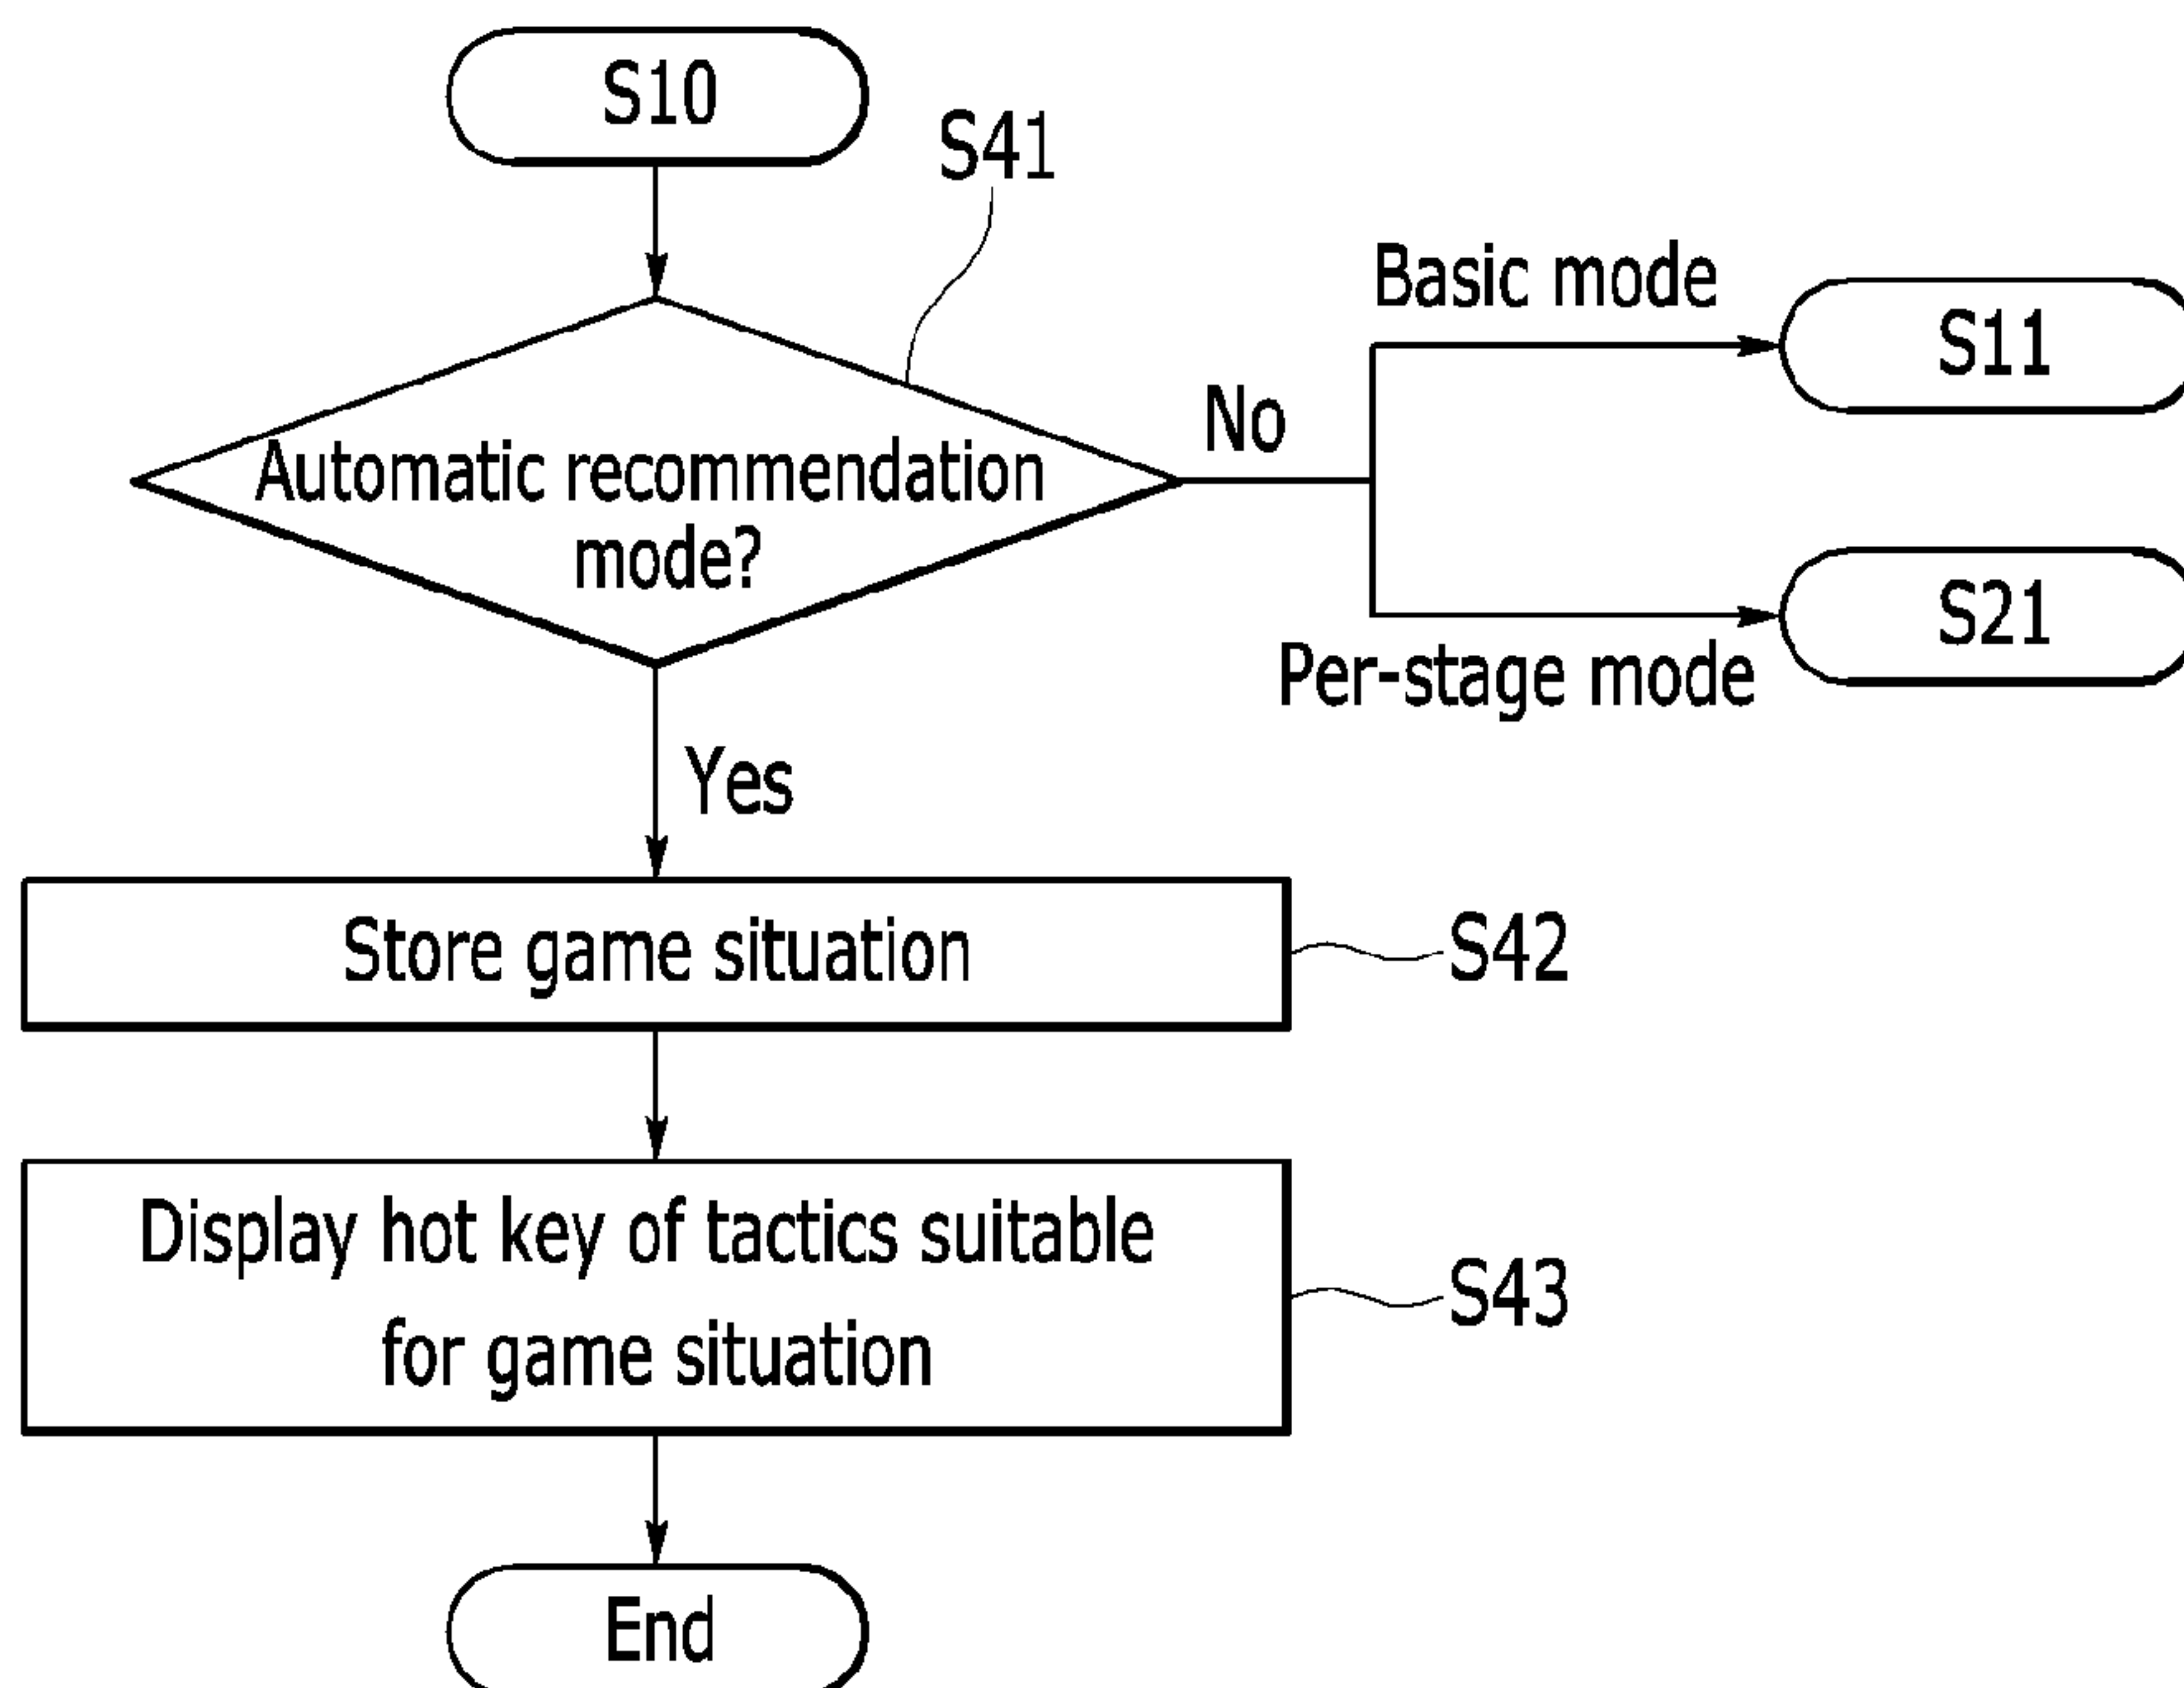 S10
S41
Basic mode
S11
No
Automatic recommendation
mode?
S21
Per-stage mode
Yes
Store game situation
S42
Display hot key of tactics suitable
for game situation
S43
End